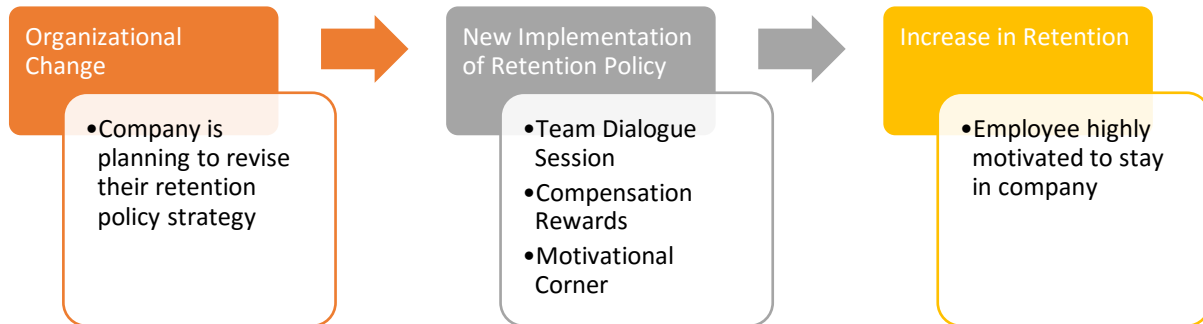 Organizational
Change
•Company is
planning to revise
their retention
policy strategy
New Implementation
of Retention Policy
•Team Dialogue
Session
•Compensation
Rewards
•Motivational
Corner
Increase in Retention
•Employee highly
motivated to stay
in company